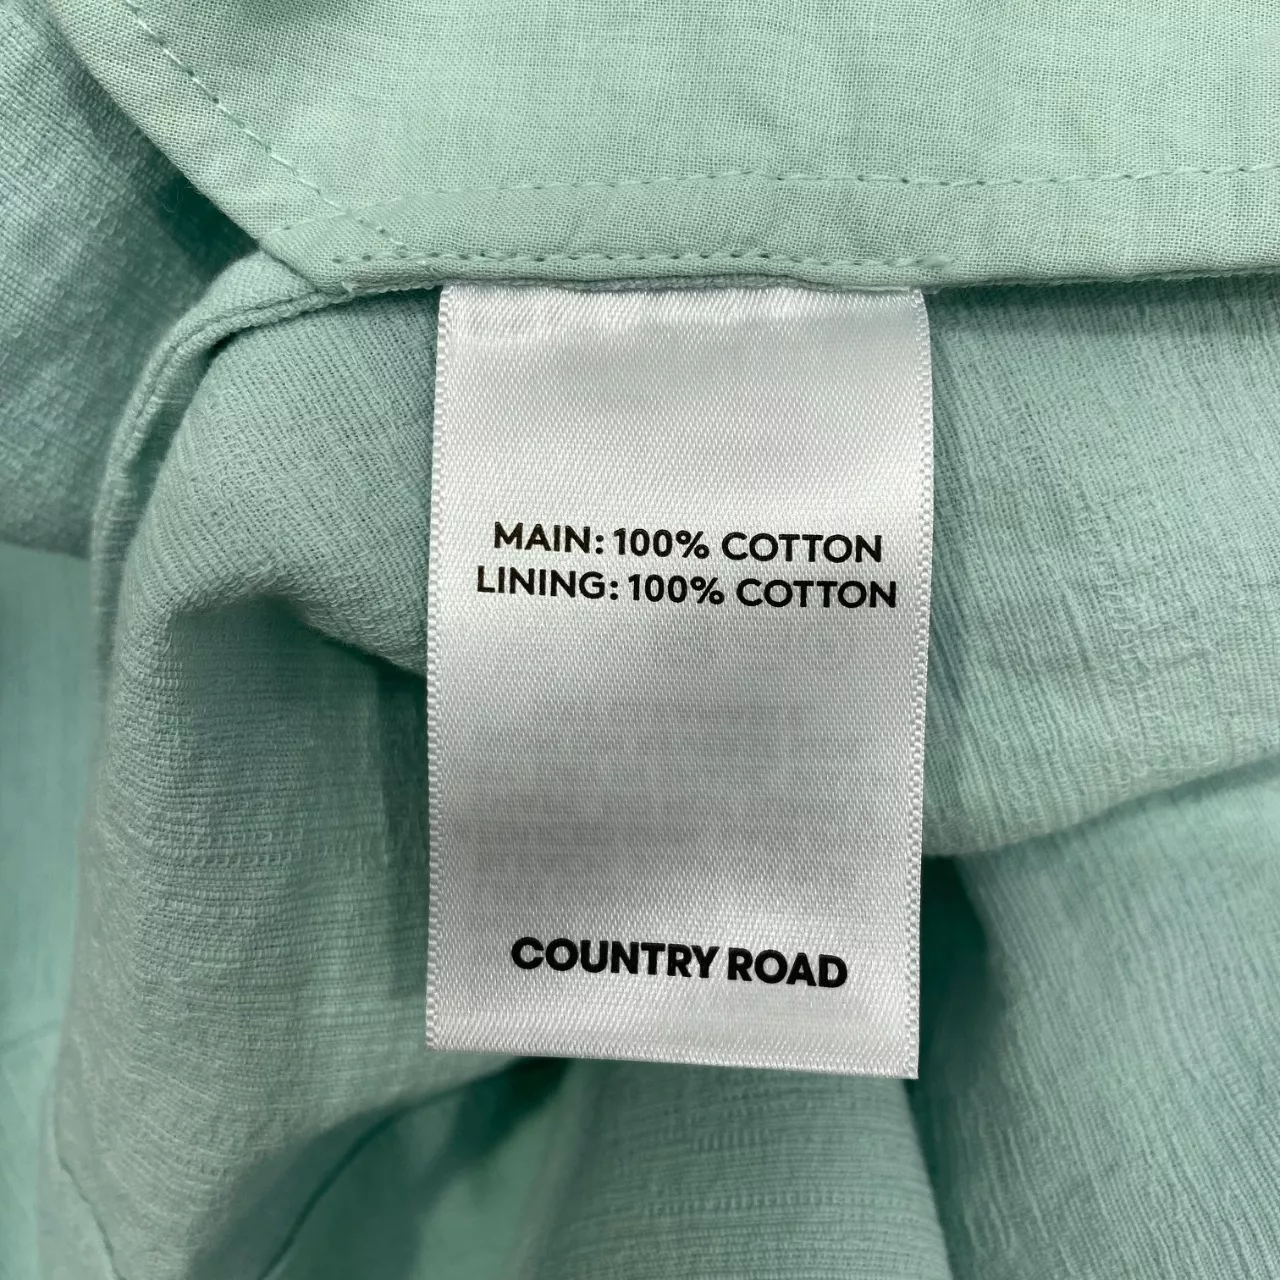 MAIN: 100% COTTON
LINING: 100% COTTON
COUNTRY ROAD